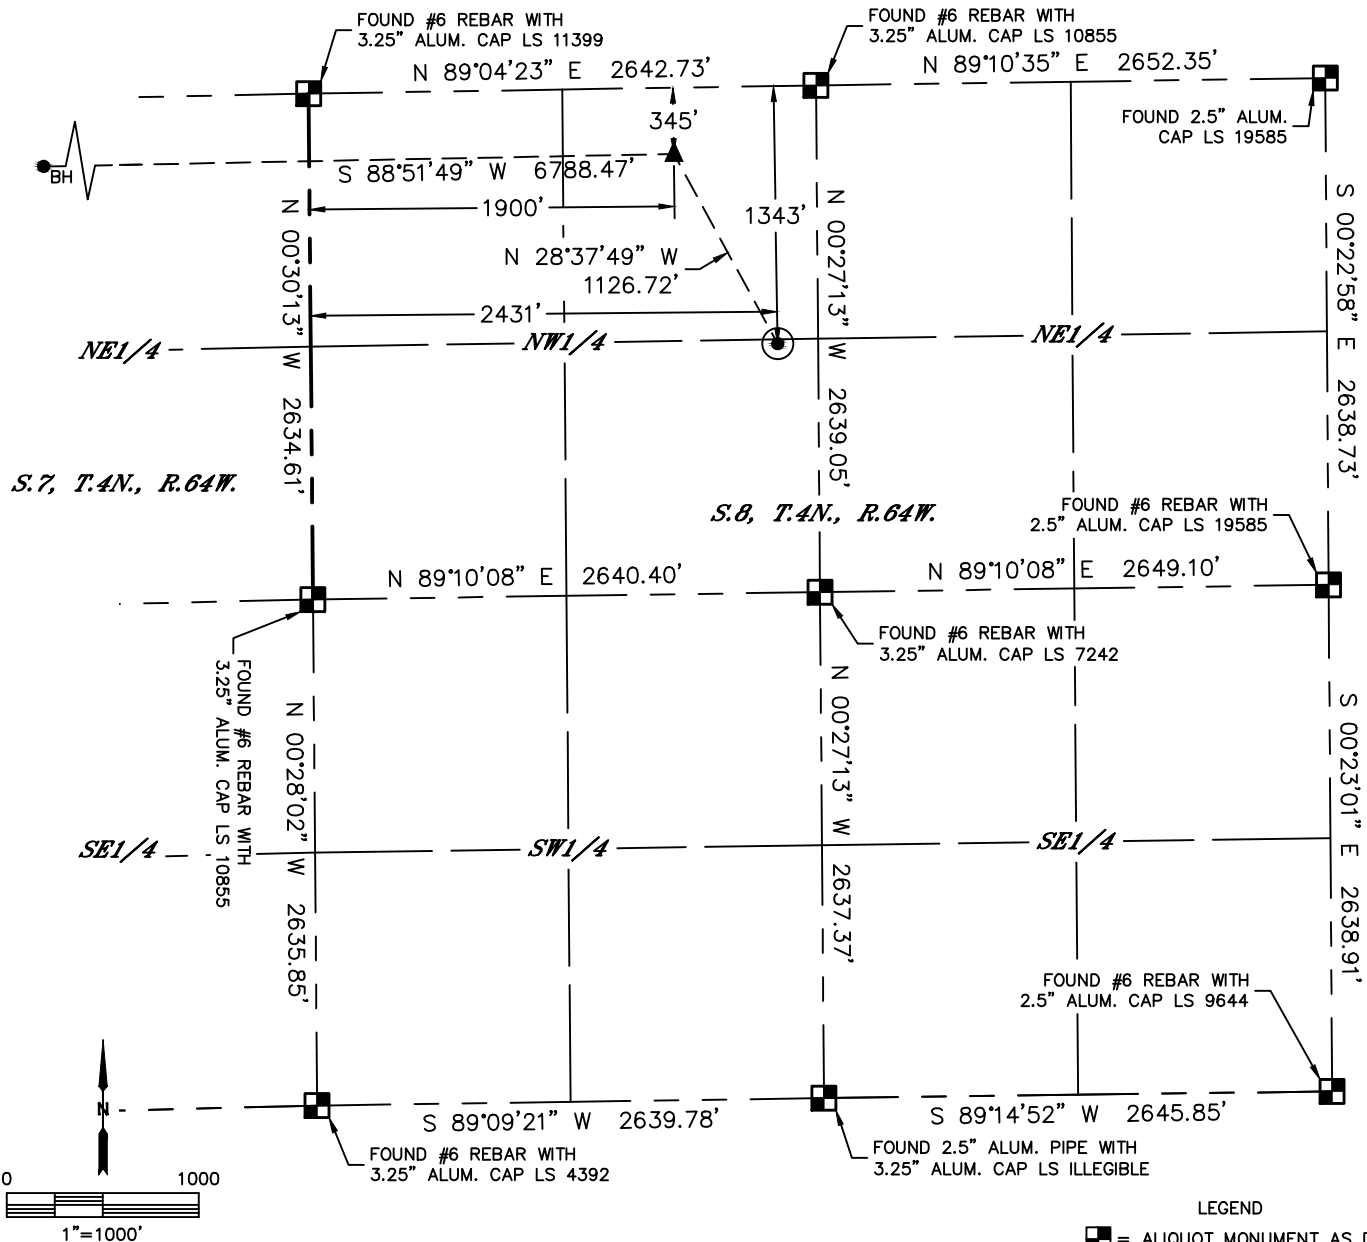 FOUND #6 REBAR WITH
3.25" ALUM. CAP LS 11399
FOUND #6 REBAR WITH
3.25" ALUM. CAP LS 10855
N 89°04'23" E 2642.73'
N 89°10'35" E 2652.35'
FOUND 2.5" ALUM.
CAP LS 19585
345'
BH
S 88°51'49" W 6788.47'
1900'
1343'
N 28°37'49" W
1126.72'
2431'
N 00°30'13" W 2634.61'
N 00°27'13" W 2639.05'
S 00°22'58" E 2638.73'
NE1/4
NW1/4
NE1/4
S.7, T.4N., R.64W.
S.8, T.4N., R.64W.
FOUND #6 REBAR WITH
2.5" ALUM. CAP LS 19585
N 89°10'08" E 2640.40'
N 89°10'08" E 2649.10'
FOUND #6 REBAR WITH
3.25" ALUM. CAP LS 7242
FOUND #6 REBAR WITH
3.25" ALUM. CAP LS 10855
N 00°28'02" W 2635.85'
N 00°27'13" W 2637.37'
S 00°23'01" E 2638.91'
SE1/4
SW1/4
SE1/4
FOUND #6 REBAR WITH
2.5" ALUM. CAP LS 9644
N
S 89°09'21" W 2639.78'
S 89°14'52" W 2645.85'
FOUND #6 REBAR WITH
3.25" ALUM. CAP LS 4392
FOUND 2.5" ALUM. PIPE WITH
3.25" ALUM. CAP LS ILLEGIBLE
0 1000
1"=1000'
LEGEND
= ALIQUOT MONUMENT AS